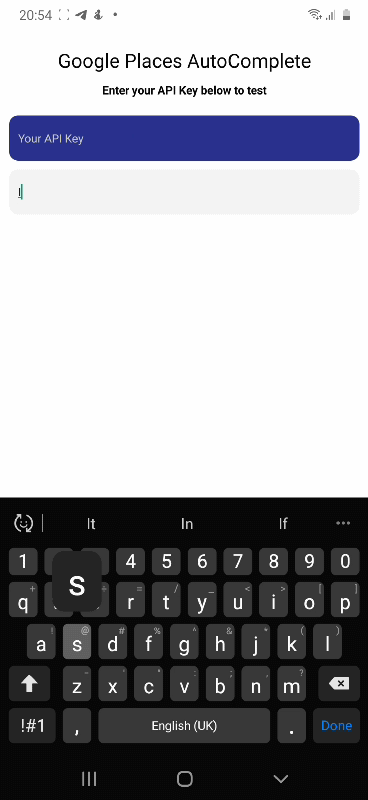 20:54
Google Places AutoComplete
Enter your API Key below to test
Your API Key
I
It In If
1 4 5 6 7 8 9 0
q r t y u i o p
s
a s d f g h j k l
z x c v b n m
!#1 , English (UK) . Done